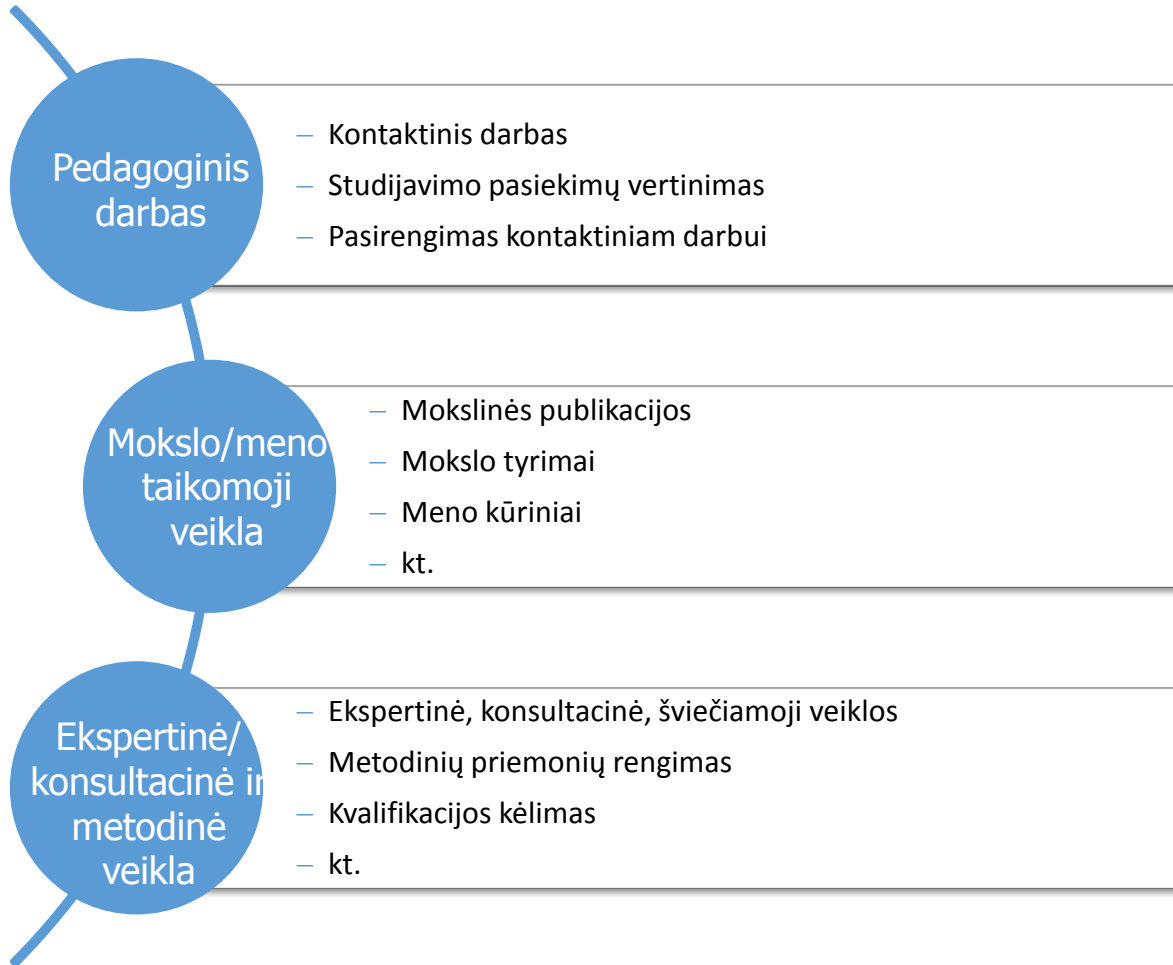 Pedagoginis
darbas
– Kontaktinis darbas
– Studijavimo pasiekimų vertinimas
– Pasirengimas kontaktiniam darbui
Mokslo/meno
taikomoji
veikla
– Mokslinės publikacijos
– Mokslo tyrimai
– Meno kūriniai
– kt.
Ekspertinė/
konsultacinė ir
metodinė
veikla
– Ekspertinė, konsultacinė, šviečiamoji veiklos
– Metodinių priemonių rengimas
– Kvalifikacijos kėlimas
– kt.